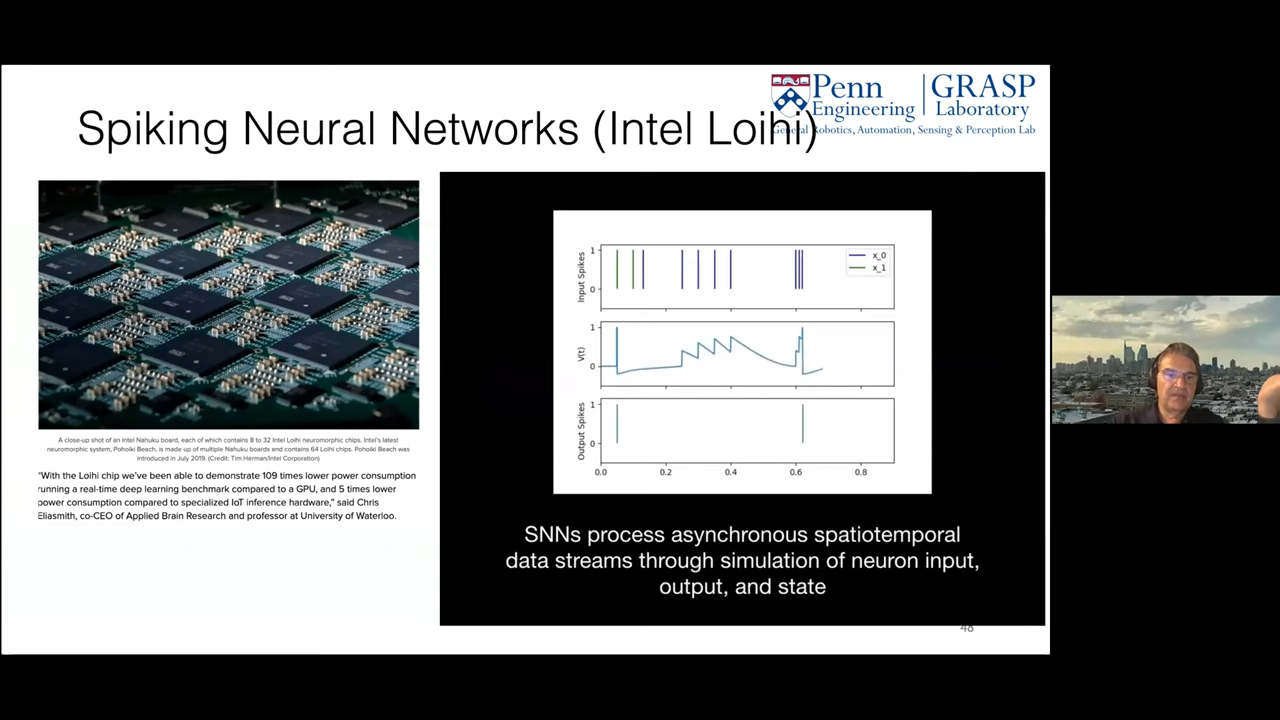 Penn
Engineering
GRASP
Laboratory
General Robotics, Automation, Sensing & Perception Lab
Spiking Neural Networks (Intel Loihi)
A close-up shot of an Intel Nahuku board, each of which contains 8 to 32 Intel Loihi neuromorphic chips. Intel's latest
neuromorphic system, Pohoiki Beach, is made up of multiple Nahuku boards and contains 64 Loihi chips. Pohoiki Beach was
introduced in July 2019. (Credit: Tim Herman/Intel Corporation)
"With the Loihi chip we've been able to demonstrate 109 times lower power consumption
running a real-time deep learning benchmark compared to a GPU, and 5 times lower
power consumption compared to specialized IoT inference hardware," said Chris
Eliasmith, co-CEO of Applied Brain Research and professor at University of Waterloo.
Input Spikes
1
0
x_0
x_1
V(t)
1
0
Output Spikes
1
0
0.0 0.2 0.4 0.6 0.8
SNNs process asynchronous spatiotemporal
data streams through simulation of neuron input,
output, and state
48